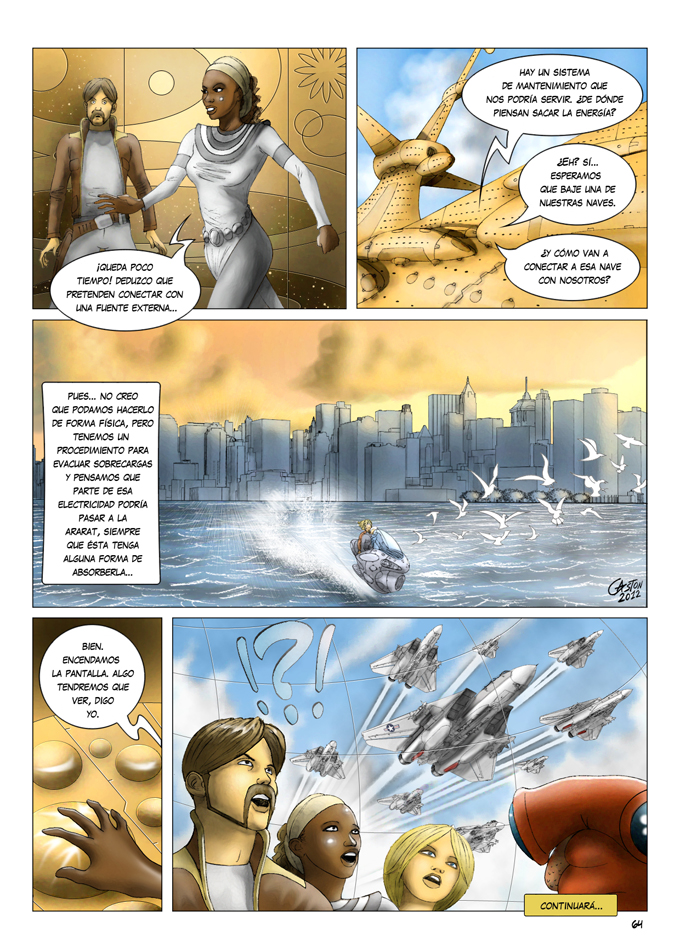 ¡QUEDA POCO
TIEMPO! DEDUZCO QUE
PRETENDEN CONECTAR CON
UNA FUENTE EXTERNA...
HAY UN SISTEMA
DE MANTENIMIENTO QUE
NOS PODRÍA SERVIR. ¿DE DÓNDE
PIENSAN SACAR LA ENERGÍA?
¿EH? SÍ...
ESPERAMOS
QUE BAJE UNA DE
NUESTRAS NAVES.
¿Y CÓMO VAN A
CONECTAR A ESA NAVE
CON NOSOTROS?
PUES... NO CREO
QUE PODAMOS HACERLO
DE FORMA FÍSICA, PERO
TENEMOS UN
PROCEDIMIENTO PARA
EVACUAR SOBRECARGAS
Y PENSAMOS QUE
PARTE DE ESA
ELECTRICIDAD PODRÍA
PASAR A LA
ARARAT, SIEMPRE
QUE ÉSTA TENGA
ALGUNA FORMA DE
ABSORBERLA...
GASTON
2012
BIEN.
ENCENDAMOS
LA PANTALLA. ALGO
TENDREMOS QUE
VER, DIGO
YO.
!?!
CONTINUARÁ...
64